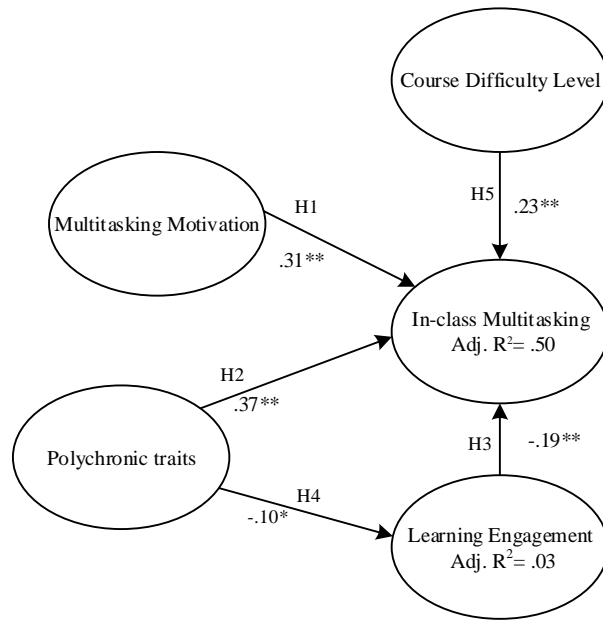 Course Difficulty Level
H5
.23**
Multitasking Motivation
H1
.31**
In-class Multitasking
Adj. R²= .50
H2
.37**
Polychronic traits
H3
-.19**
H4
-.10*
Learning Engagement
Adj. R²= .03